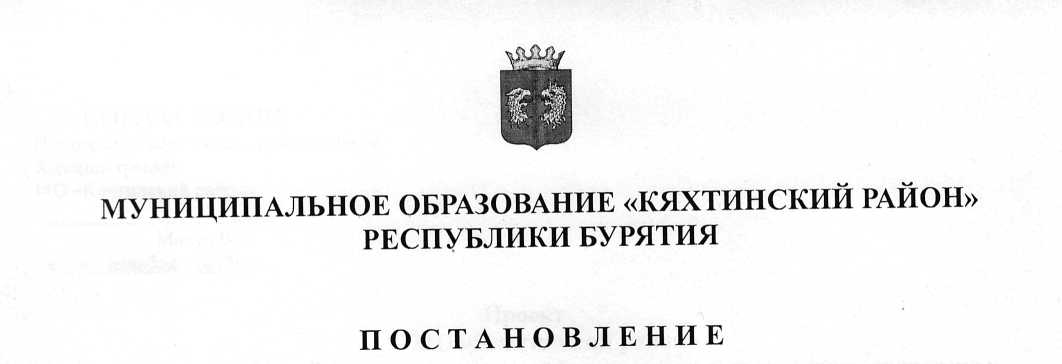 МУНИЦИПАЛЬНОЕ ОБРАЗОВАНИЕ «КЯХТИНСКИЙ РАЙОН»
РЕСПУБЛИКИ БУРЯТИЯ
П О С Т А Н О В Л Е Н И Е